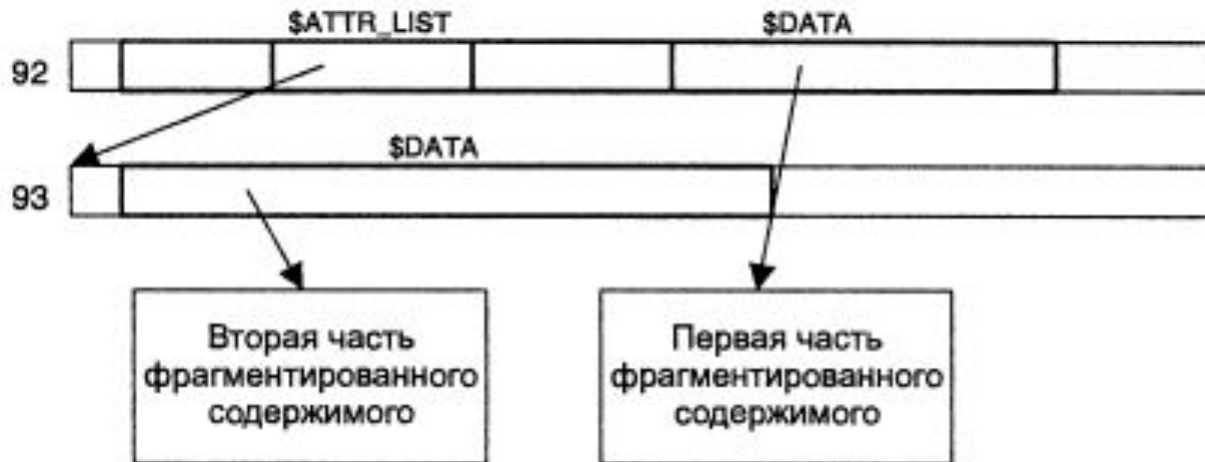 $ATTR_LIST
$DATA
92
$DATA
93
Вторая часть
фрагментированного
содержимого
Первая часть
фрагментированного
содержимого